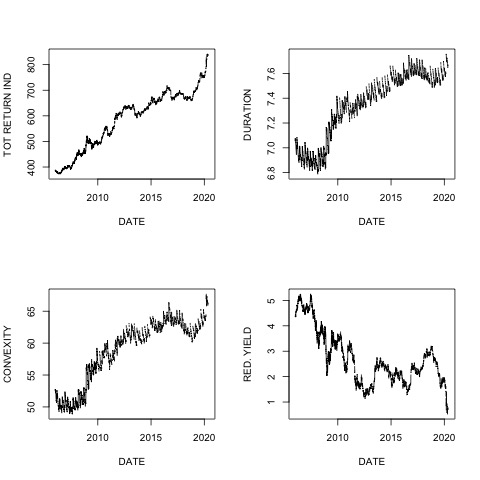 TOT RETURN IND
400 500 600 700 800
2010 2015 2020
DATE
DURATION
6.8 7.0 7.2 7.4 7.6
2010 2015 2020
DATE
CONVEXITY
50 55 60 65
2010 2015 2020
DATE
RED. YIELD
1 2 3 4 5
2010 2015 2020
DATE